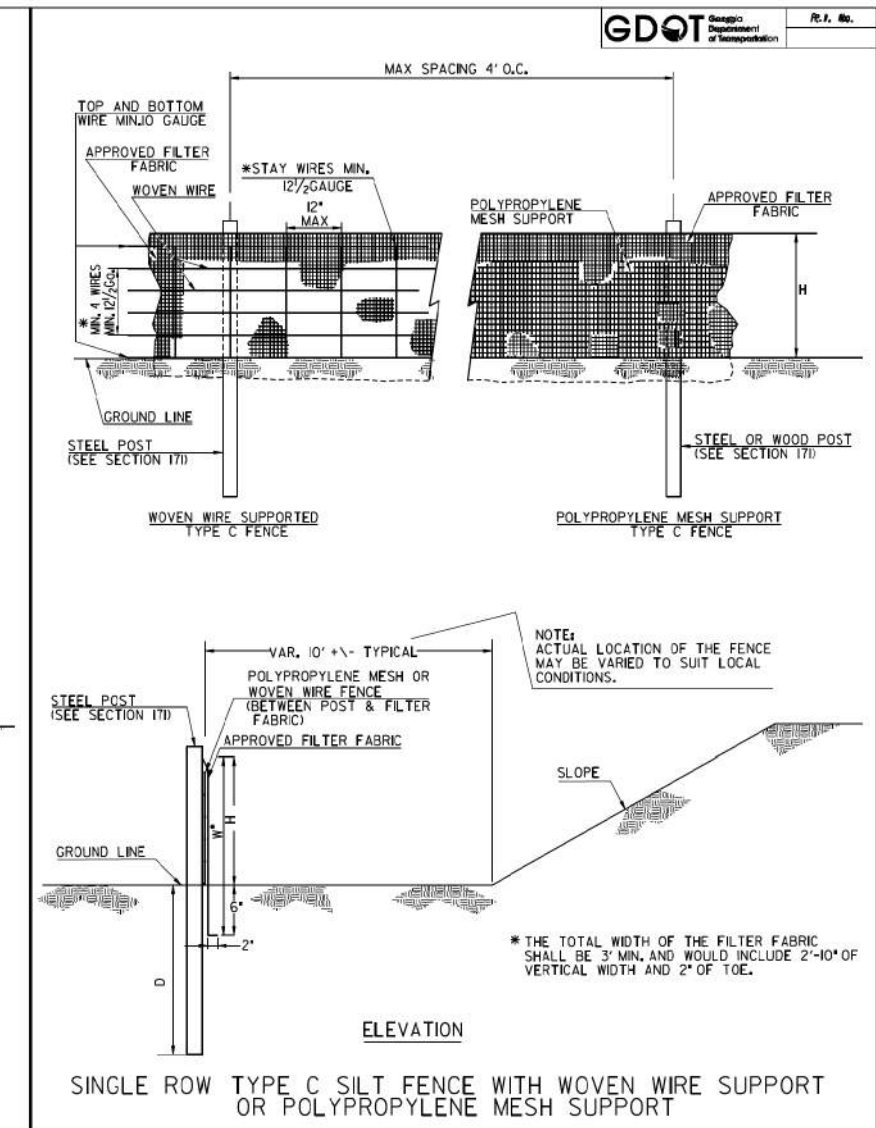 GDOT Georgia
Department
of Transportation
P.I. No.
MAX SPACING 4' O.C.
TOP AND BOTTOM
WIRE MIN.10 GAUGE
APPROVED FILTER
FABRIC
WOVEN WIRE
*STAY WIRES MIN.
12 1/2 GAUGE
12"
MAX
POLYPROPYLENE
MESH SUPPORT
APPROVED FILTER
FABRIC
* MIN. 4 WIRES
MIN. 12 1/2 Ga.
H
GROUND LINE
STEEL POST
(SEE SECTION 171)
STEEL OR WOOD POST
(SEE SECTION 171)
WOVEN WIRE SUPPORTED
TYPE C FENCE
POLYPROPYLENE MESH SUPPORT
TYPE C FENCE
VAR. 10' +\- TYPICAL
NOTE:
ACTUAL LOCATION OF THE FENCE
MAY BE VARIED TO SUIT LOCAL
CONDITIONS.
POLYPROPYLENE MESH OR
WOVEN WIRE FENCE
(BETWEEN POST & FILTER
FABRIC)
STEEL POST
(SEE SECTION 171)
APPROVED FILTER FABRIC
SLOPE
W*
H
GROUND LINE
6"
2"
D
* THE TOTAL WIDTH OF THE FILTER FABRIC
SHALL BE 3' MIN. AND WOULD INCLUDE 2'-10" OF
VERTICAL WIDTH AND 2" OF TOE.
ELEVATION
SINGLE ROW TYPE C SILT FENCE WITH WOVEN WIRE SUPPORT
OR POLYPROPYLENE MESH SUPPORT